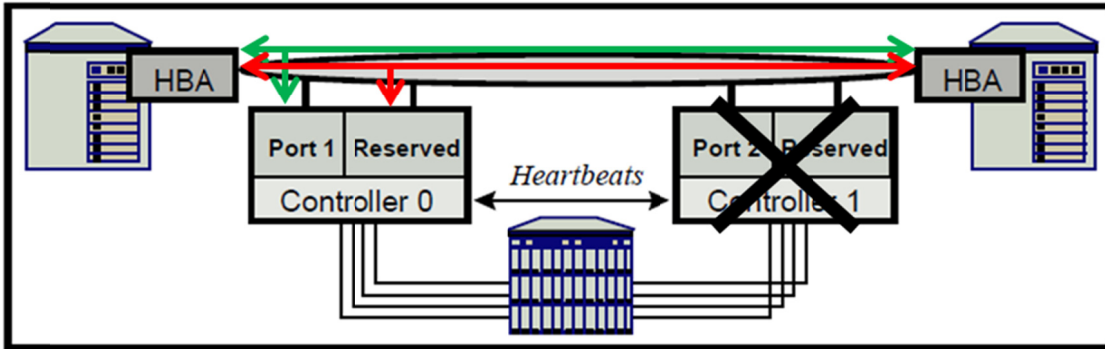 HBA
HBA
Port 1 Reserved
Port 2 Reserved
Heartbeats
Controller 0
Controller 1